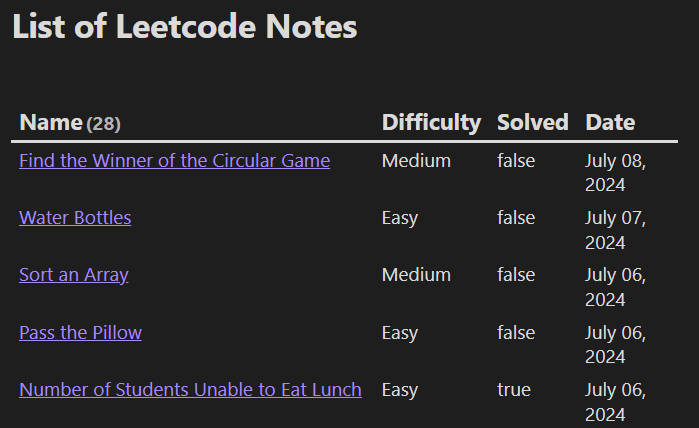 List of Leetcode Notes
Name (28) Difficulty Solved Date
Find the Winner of the Circular Game Medium false July 08,
2024
Water Bottles Easy false July 07,
2024
Sort an Array Medium false July 06,
2024
Pass the Pillow Easy false July 06,
2024
Number of Students Unable to Eat Lunch Easy true July 06,
2024